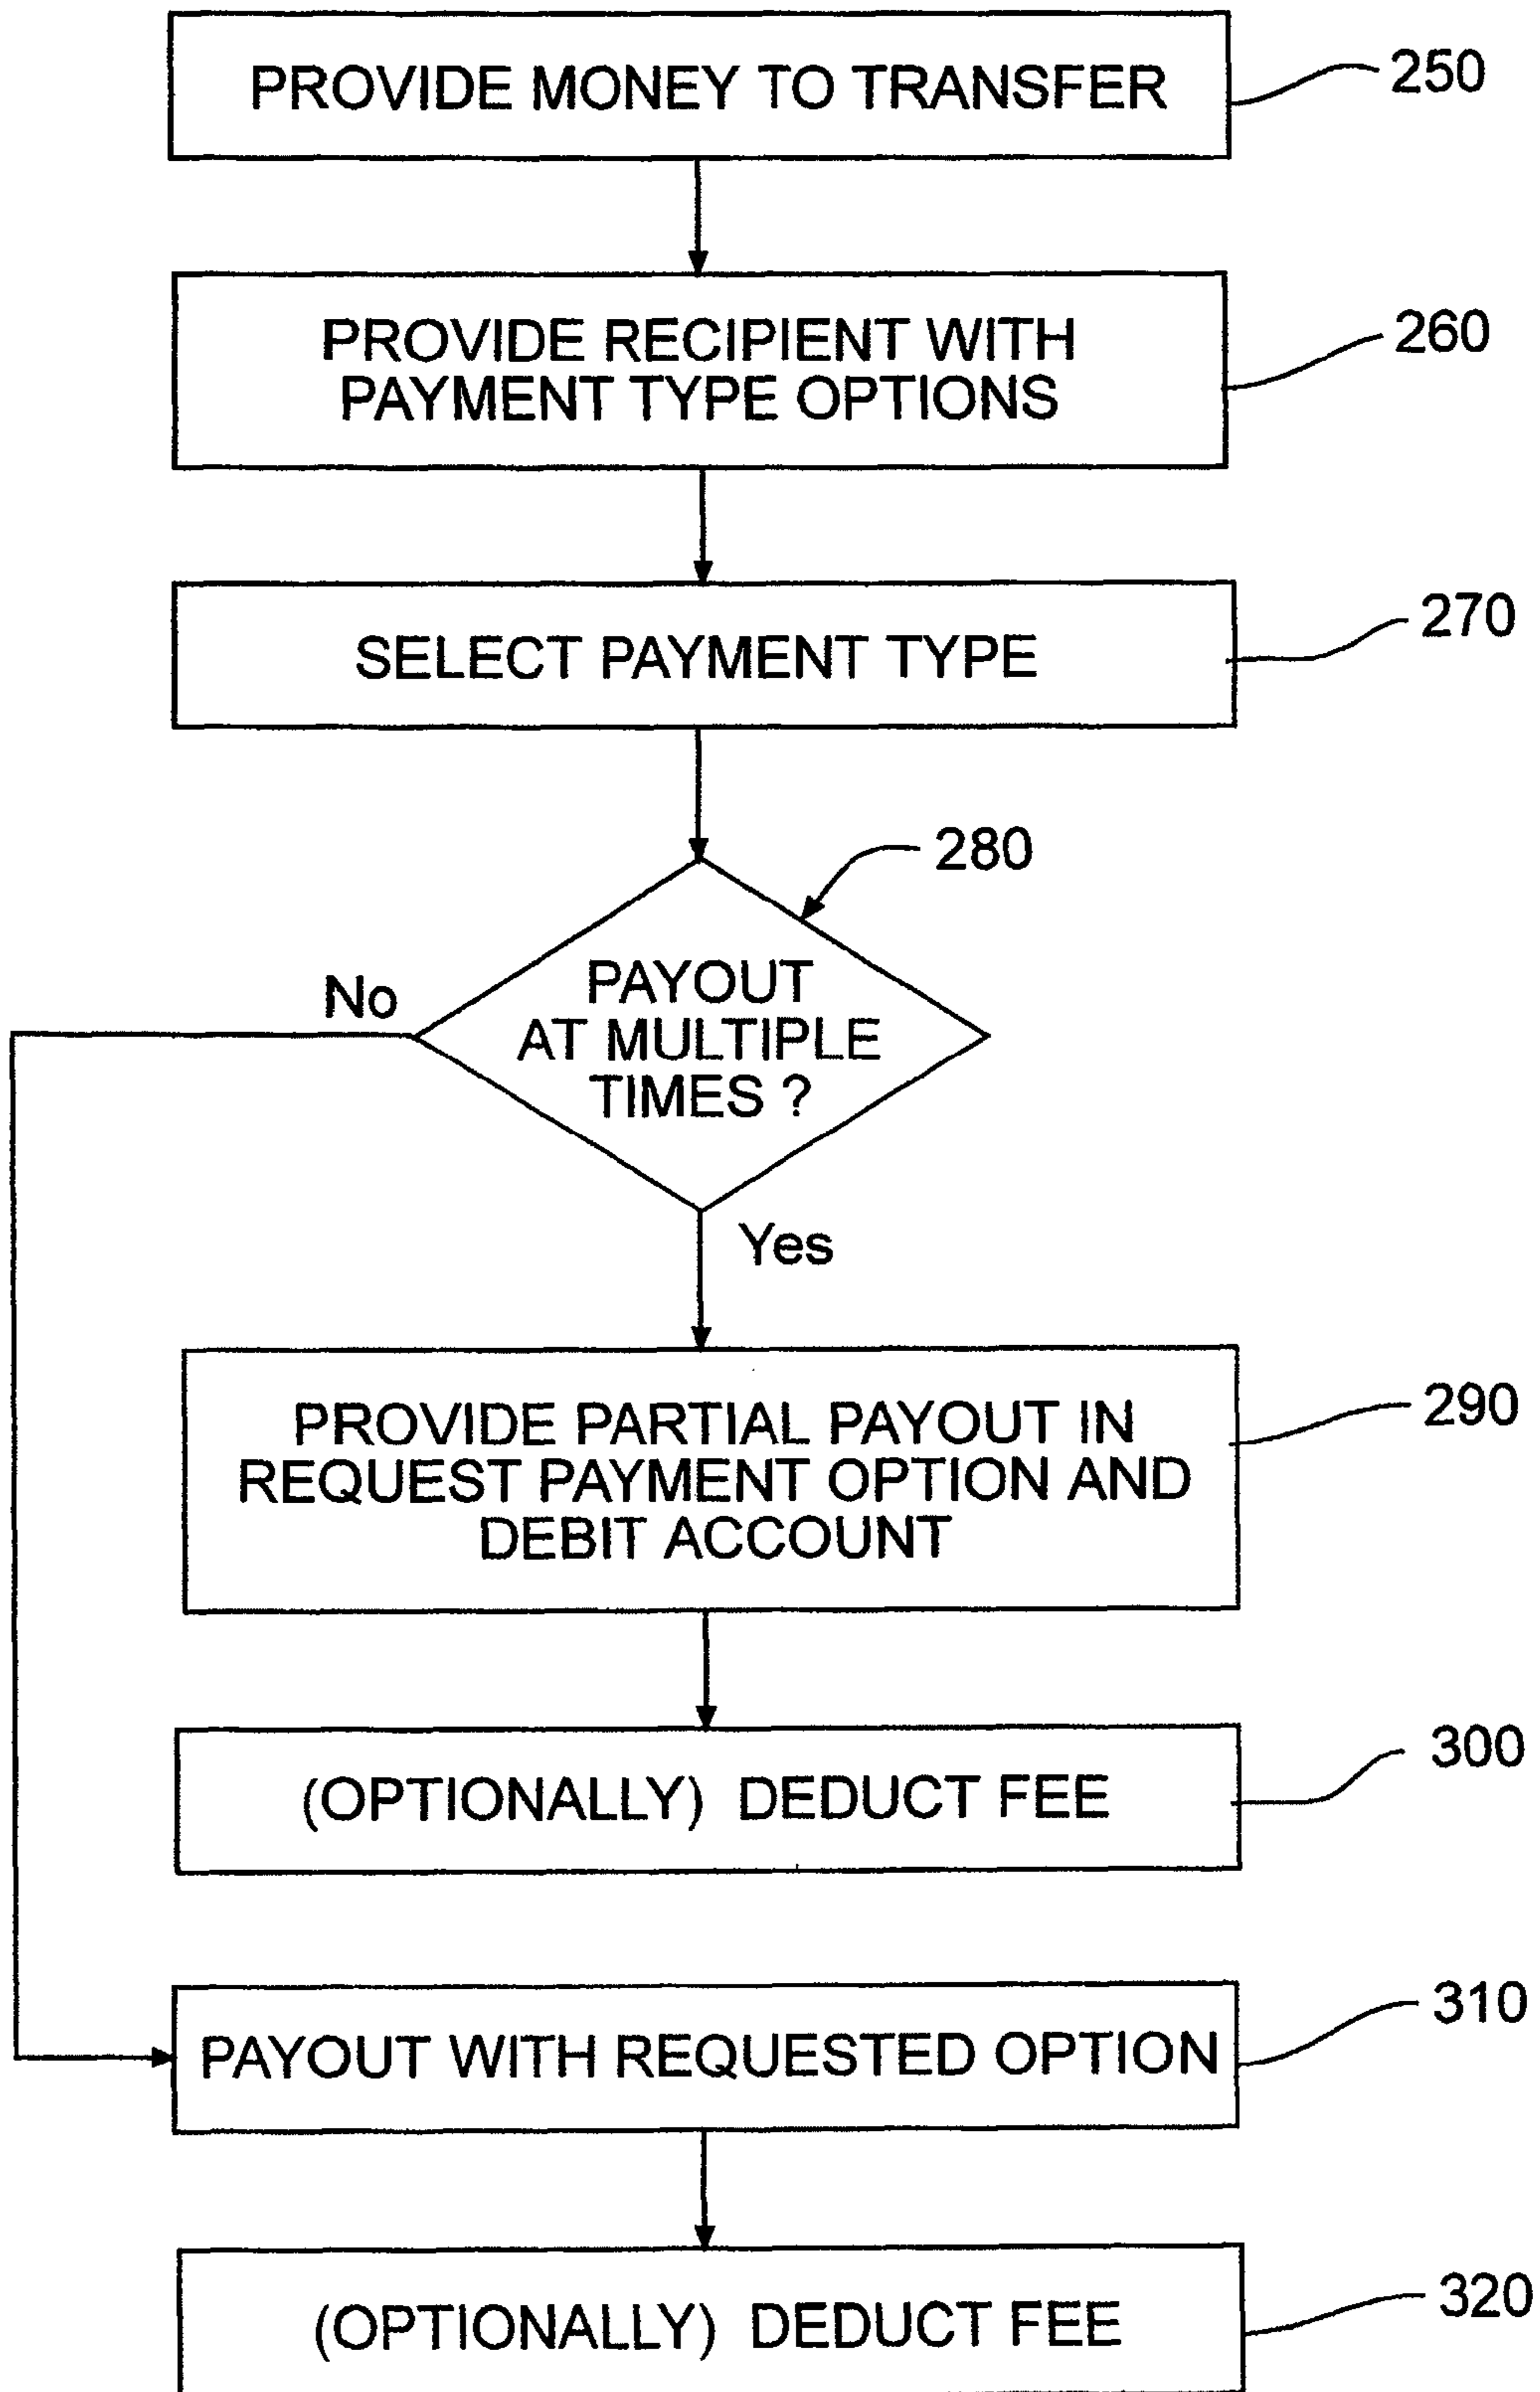 PROVIDE MONEY TO TRANSFER
250
PROVIDE RECIPIENT WITH
PAYMENT TYPE OPTIONS
260
SELECT PAYMENT TYPE
270
280
PAYOUT
AT MULTIPLE
TIMES ?
No
Yes
PROVIDE PARTIAL PAYOUT IN
REQUEST PAYMENT OPTION AND
DEBIT ACCOUNT
290
(OPTIONALLY) DEDUCT FEE
300
PAYOUT WITH REQUESTED OPTION
310
(OPTIONALLY) DEDUCT FEE
320